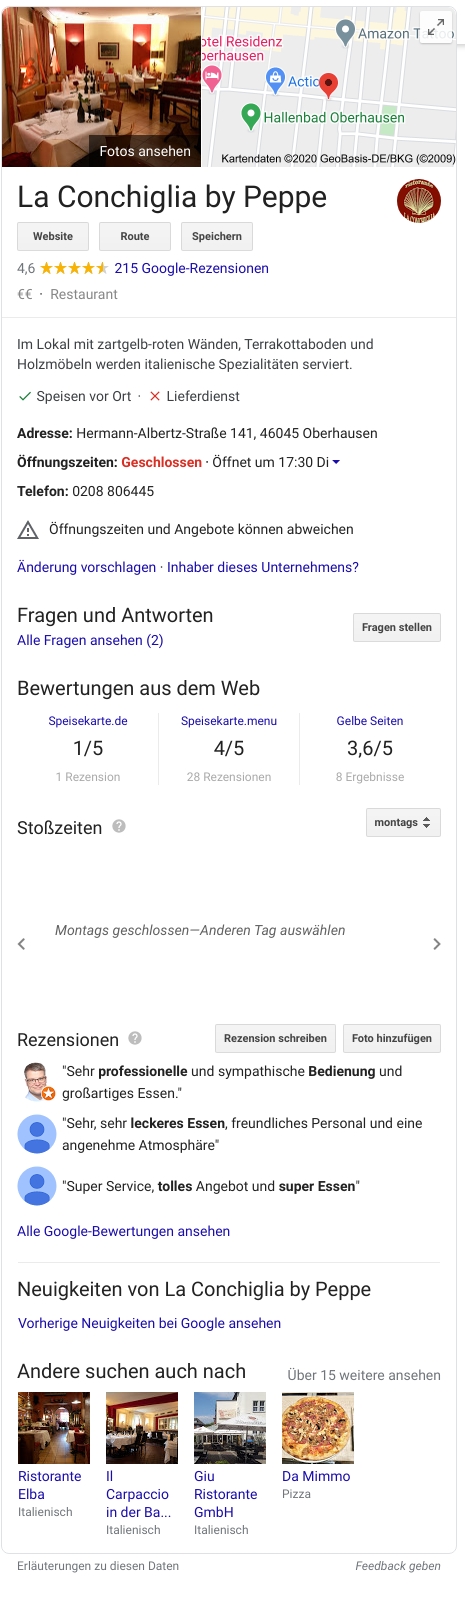 Fotos ansehen
otel Residenz
berhausen
Amazon T
Actio
Hallenbad Oberhausen
Kartendaten ©2020 GeoBasis-DE/BKG (©2009)
La Conchiglia by Peppe
Website Route Speichern
4,6 215 Google-Rezensionen
€€ · Restaurant
Im Lokal mit zartgelb-roten Wänden, Terrakottaboden und
Holzmöbeln werden italienische Spezialitäten serviert.
Speisen vor Ort · Lieferdienst
Adresse: Hermann-Albertz-Straße 141, 46045 Oberhausen
Öffnungszeiten: Geschlossen · Öffnet um 17:30 Di
Telefon: 0208 806445
Öffnungszeiten und Angebote können abweichen
Änderung vorschlagen · Inhaber dieses Unternehmens?
Fragen und Antworten
Fragen stellen
Alle Fragen ansehen (2)
Bewertungen aus dem Web
Speisekarte.de Speisekarte.menu Gelbe Seiten
1/5 4/5 3,6/5
1 Rezension 28 Rezensionen 8 Ergebnisse
Stoßzeiten ? montags
Montags geschlossen—Anderen Tag auswählen
Rezensionen ? Rezension schreiben Foto hinzufügen
"Sehr professionelle und sympathische Bedienung und
großartiges Essen."
"Sehr, sehr leckeres Essen, freundliches Personal und eine
angenehme Atmosphäre"
"Super Service, tolles Angebot und super Essen"
Alle Google-Bewertungen ansehen
Neuigkeiten von La Conchiglia by Peppe
Vorherige Neuigkeiten bei Google ansehen
Andere suchen auch nach Über 15 weitere ansehen
Ristorante
Elba
Italienisch
Il
Carpaccio
in der Ba...
Italienisch
Giu
Ristorante
GmbH
Italienisch
Da Mimmo
Pizza
Erläuterungen zu diesen Daten Feedback geben